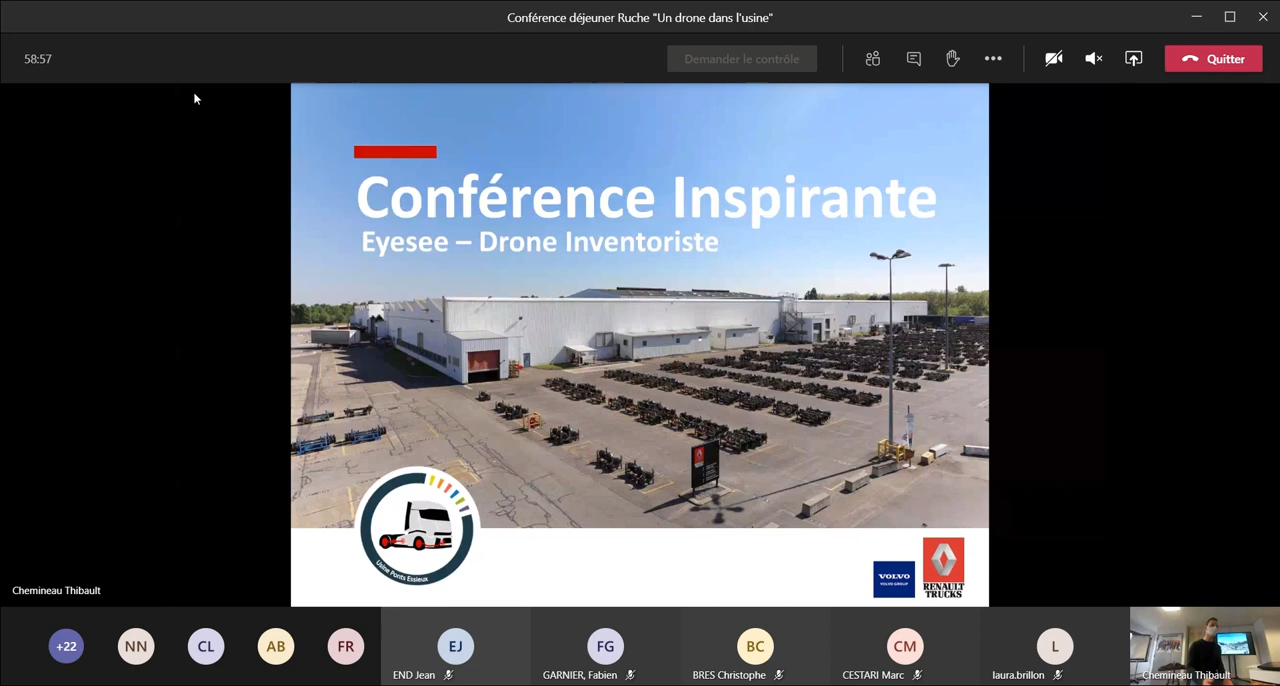 Conférence déjeuner Ruche "Un drone dans l'usine"
58:57
Demander le contrôle
Quitter
Conférence Inspirante
Eyesee – Drone Inventoriste
Usine Ponts Essieux
VOLVO
VOLVO GROUP
RENAULT
TRUCKS
Chemineau Thibault
+22
NN
CL
AB
FR
EJ
END Jean
FG
GARNIER, Fabien
BC
BRES Christophe
CM
CESTARI Marc
L
laura.brillon
Chemineau Thibault